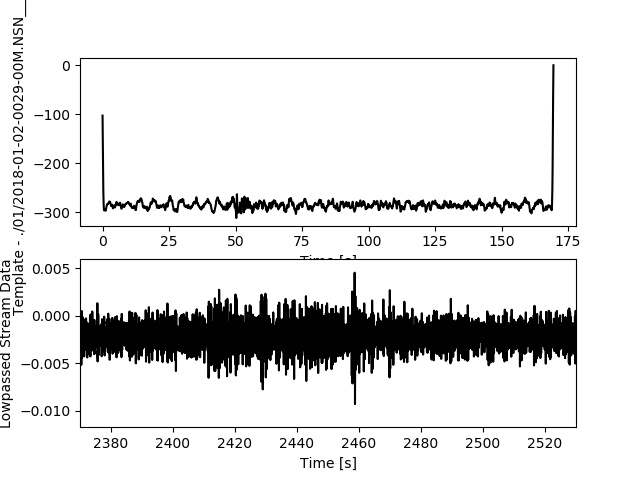 Template - ./01/2018-01-02-0029-00M.NSN__
0
−100
−200
−300
0 25 50 75 100 125 150 175
Time [s]
Lowpassed Stream Data
0.005
0.000
−0.005
−0.010
2380 2400 2420 2440 2460 2480 2500 2520
Time [s]